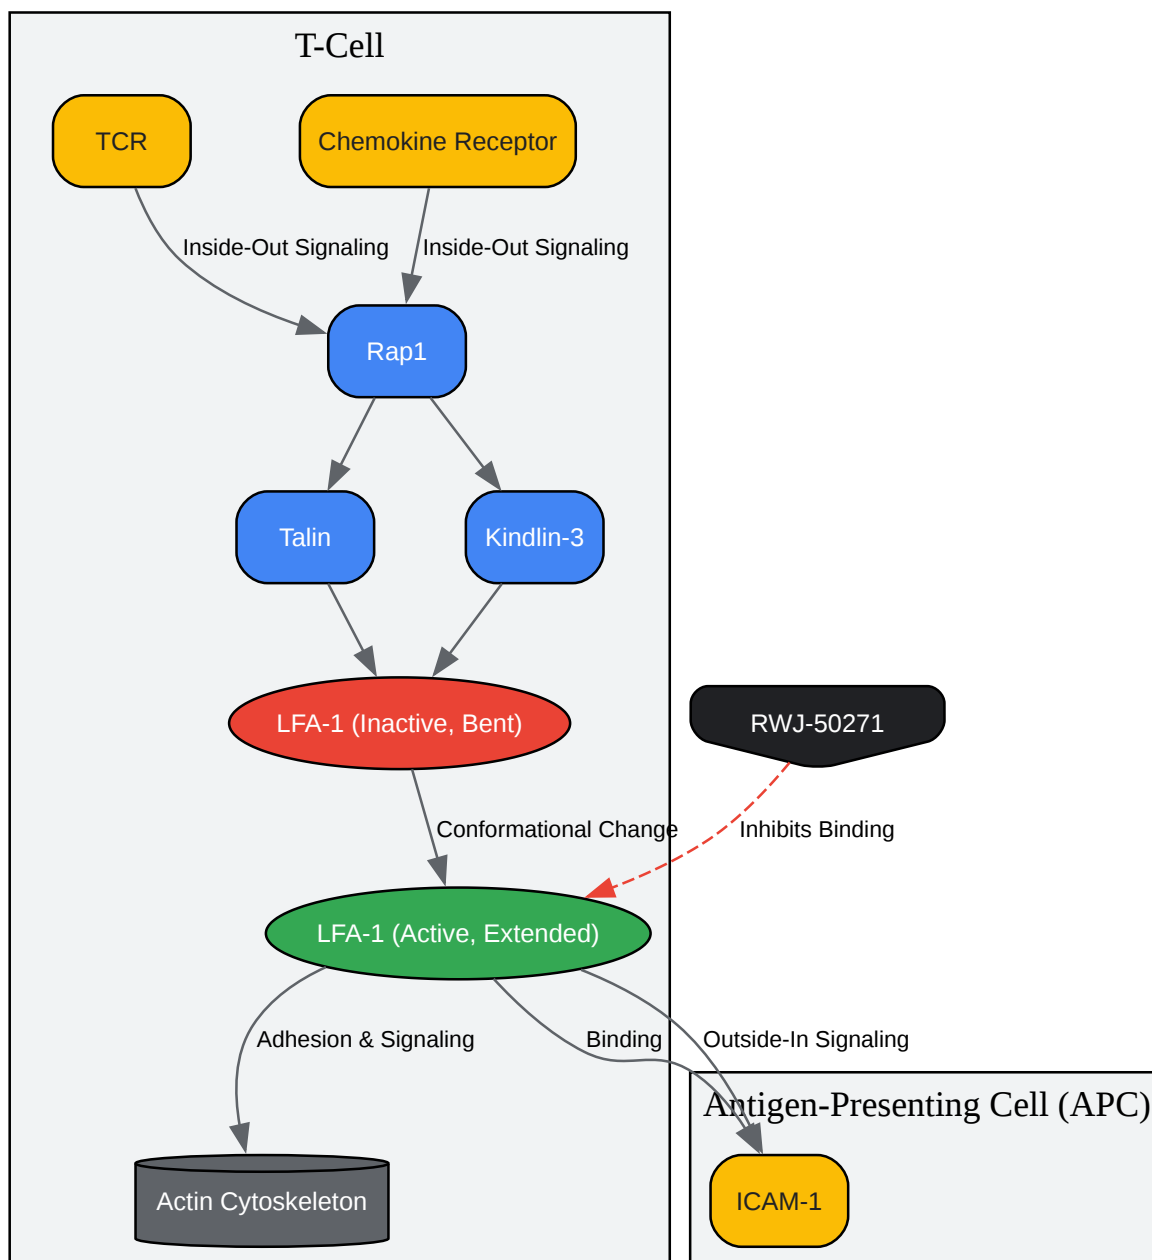 T-Cell
TCR
Chemokine Receptor
Inside-Out Signaling
Inside-Out Signaling
Rap1
Talin
Kindlin-3
LFA-1 (Inactive, Bent)
RWJ-50271
Conformational Change
Inhibits Binding
LFA-1 (Active, Extended)
Adhesion & Signaling
Binding
Outside-In Signaling
Antigen-Presenting Cell (APC)
Actin Cytoskeleton
ICAM-1